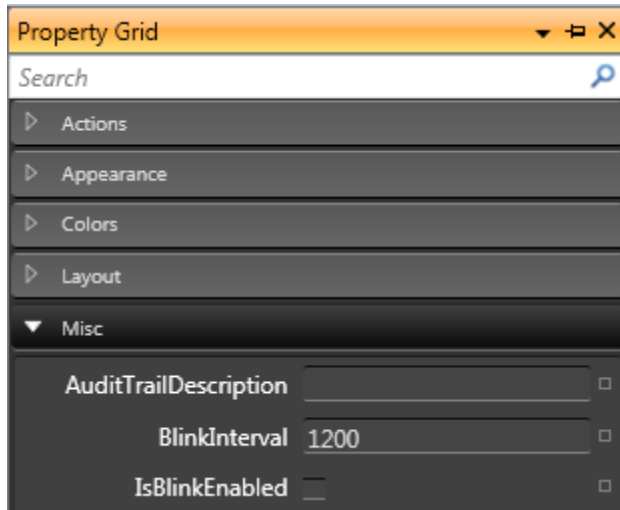 Property Grid
Search
Actions
Appearance
Colors
Layout
Misc
AuditTrailDescription
BlinkInterval 1200
IsBlinkEnabled